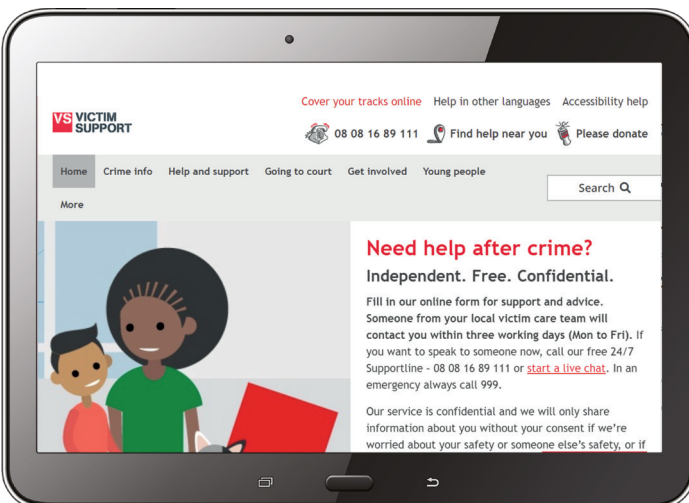 Cover your tracks online Help in other languages Accessibility help
VS VICTIM
SUPPORT
08 08 16 89 111 Find help near you Please donate
Home Crime info Help and support Going to court Get involved Young people
Search
More
Need help after crime?
Independent. Free. Confidential.
Fill in our online form for support and advice.
Someone from your local victim care team will
contact you within three working days (Mon to Fri). If
you want to speak to someone now, call our free 24/7
Supportline - 08 08 16 89 111 or start a live chat. In an
emergency always call 999.
Our service is confidential and we will only share
information about you without your consent if we're
worried about your safety or someone else's safety, or if